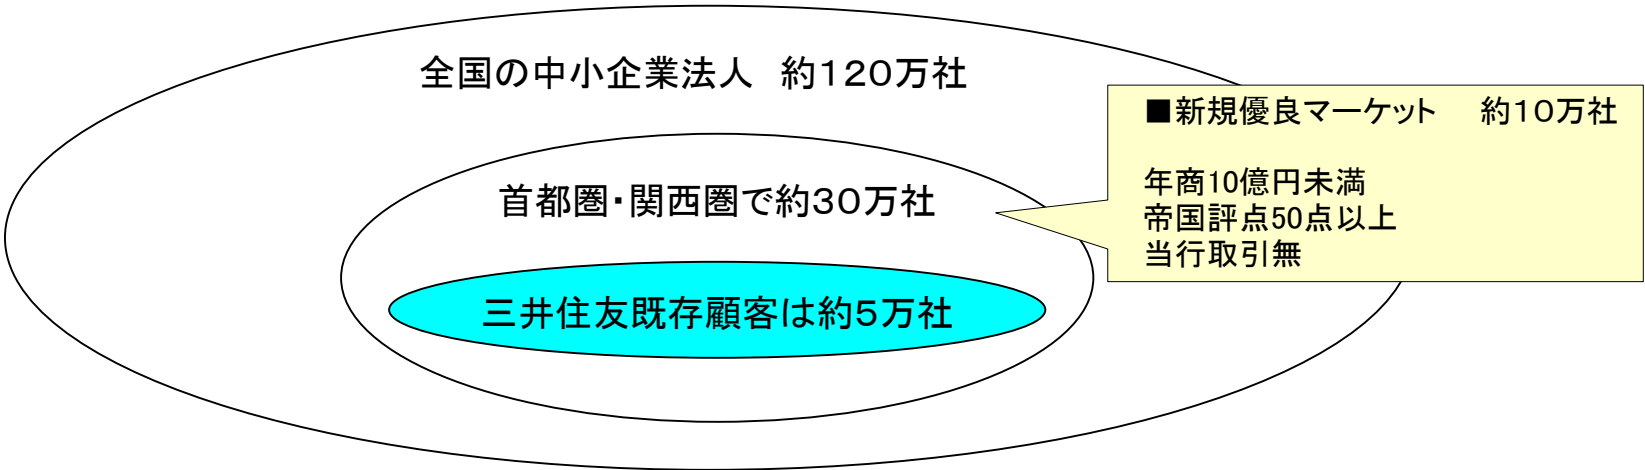 全国の中小企業法人　約１２０万社
■新規優良マーケット　約１０万社
年商10億円未満
帝国評点50点以上
当行取引無
首都圏・関西圏で約３０万社
三井住友既存顧客は約５万社